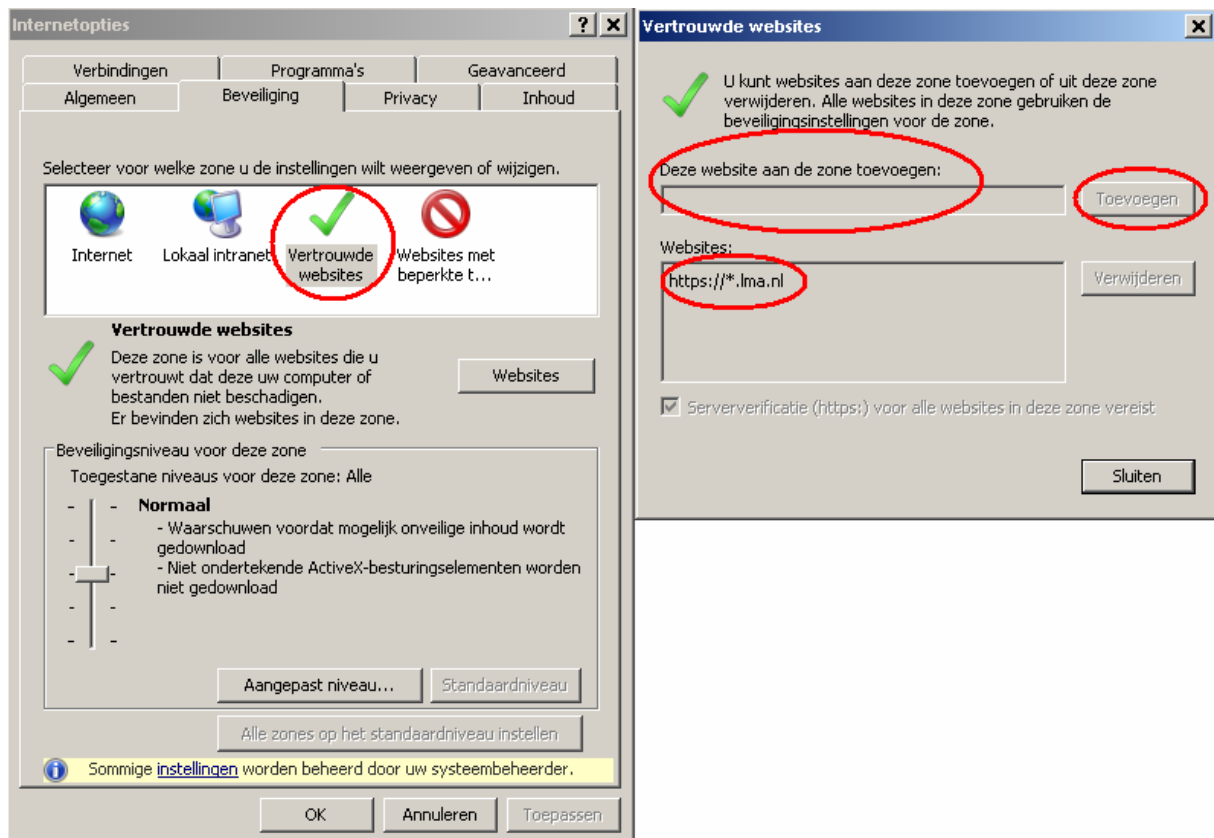 Internetopties
Verbindingen Programma's Geavanceerd
Algemeen Beveiliging Privacy Inhoud
Selecteer voor welke zone u de instellingen wilt weergeven of wijzigen.
Internet
Lokaal intranet
Vertrouwde
websites
Websites met
beperkte t...
Vertrouwde websites
Deze zone is voor alle websites die u
vertrouwt dat deze uw computer of
bestanden niet beschadigen.
Er bevinden zich websites in deze zone.
Websites
Beveiligingsniveau voor deze zone
Toegestane niveaus voor deze zone: Alle
Normaal
- Waarschuwen voordat mogelijk onveilige inhoud wordt
gedownload
- Niet ondertekende ActiveX-besturingselementen worden
niet gedownload
Aangepast niveau... Standaardniveau
Alle zones op het standaardniveau instellen
Sommige instellingen worden beheerd door uw systeembeheerder.
OK Annuleren Toepassen
Vertrouwde websites
U kunt websites aan deze zone toevoegen of uit deze zone
verwijderen. Alle websites in deze zone gebruiken de
beveiligingsinstellingen voor de zone.
Deze website aan de zone toevoegen:
Toevoegen
Websites:
https://*.lma.nl
Verwijderen
Serververificatie (https:) voor alle websites in deze zone vereist
Sluiten